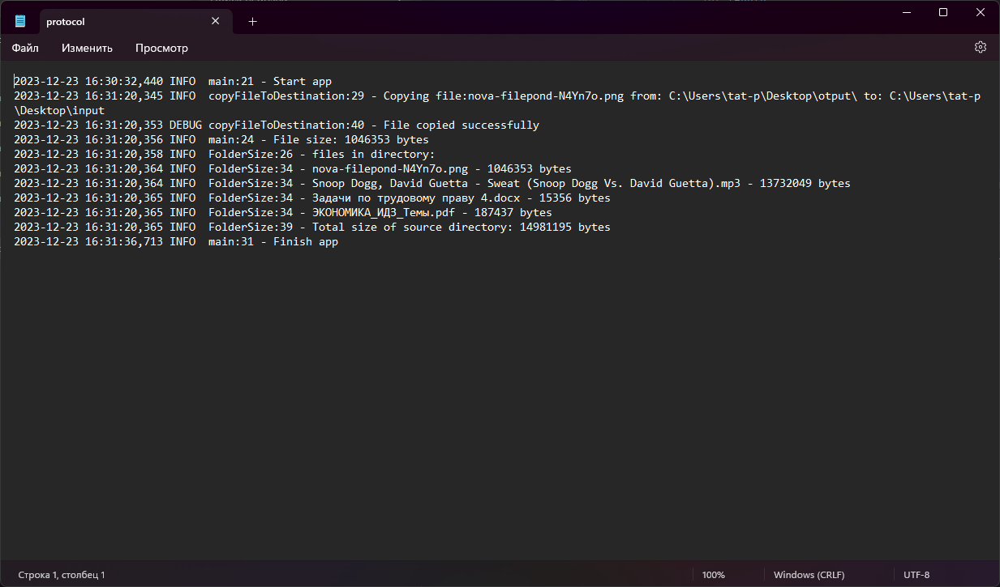 protocol
Файл Изменить Просмотр
2023-12-23 16:30:32,440 INFO  main:21 - Start app
2023-12-23 16:31:20,345 INFO  copyFileToDestination:29 - Copying file:nova-filepond-N4Yn7o.png from: C:\Users\tat-p\Desktop\otput\ to: C:\Users\tat-p
\Desktop\input
2023-12-23 16:31:20,353 DEBUG copyFileToDestination:40 - File copied successfully
2023-12-23 16:31:20,356 INFO  main:24 - File size: 1046353 bytes
2023-12-23 16:31:20,358 INFO  FolderSize:26 - files in directory:
2023-12-23 16:31:20,364 INFO  FolderSize:34 - nova-filepond-N4Yn7o.png - 1046353 bytes
2023-12-23 16:31:20,364 INFO  FolderSize:34 - Snoop Dogg, David Guetta - Sweat (Snoop Dogg Vs. David Guetta).mp3 - 13732049 bytes
2023-12-23 16:31:20,365 INFO  FolderSize:34 - Задачи по трудовому праву 4.docx - 15356 bytes
2023-12-23 16:31:20,365 INFO  FolderSize:34 - ЭКОНОМИКА_ИДЗ_Темы.pdf - 187437 bytes
2023-12-23 16:31:20,365 INFO  FolderSize:39 - Total size of source directory: 14981195 bytes
2023-12-23 16:31:36,713 INFO  main:31 - Finish app
Строка 1, столбец 1 100% Windows (CRLF) UTF-8